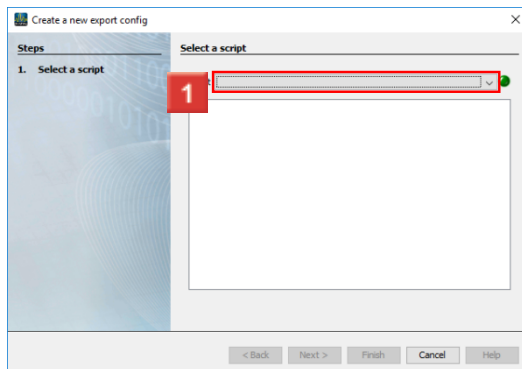 Create a new export config
Steps
Select a script
1. Select a script
1
< Back Next > Finish Cancel Help